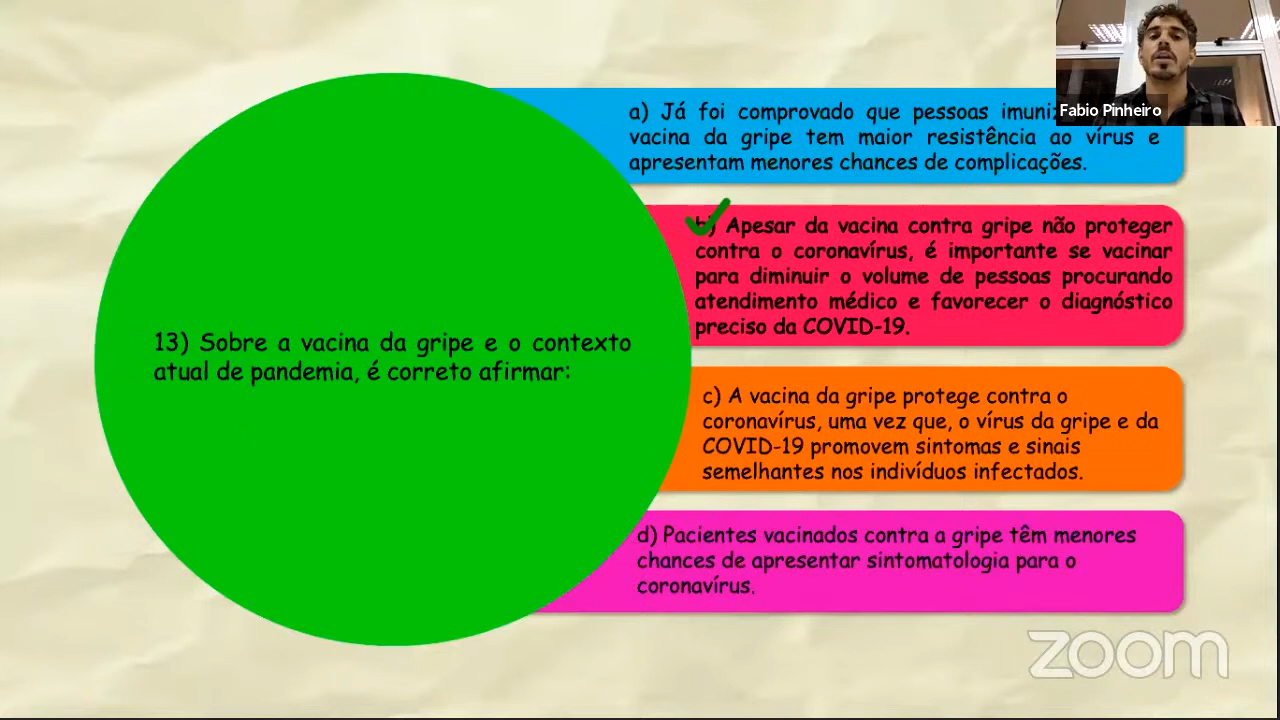 13) Sobre a vacina da gripe e o contexto
atual de pandemia, é correto afirmar:
a) Já foi comprovado que pessoas
vacina da gripe tem maior resistência ao vírus e
apresentam menores chances de complicações.
b) Apesar da vacina contra gripe não proteger
contra o coronavírus, é importante se vacinar
para diminuir o volume de pessoas procurando
atendimento médico e favorecer o diagnóstico
preciso da COVID-19.
c) A vacina da gripe protege contra o
coronavírus, uma vez que, o vírus da gripe e da
COVID-19 promovem sintomas e sinais
semelhantes nos indivíduos infectados.
d) Pacientes vacinados contra a gripe têm menores
chances de apresentar sintomatologia para o
coronavírus.
Fabio Pinheiro
zoom